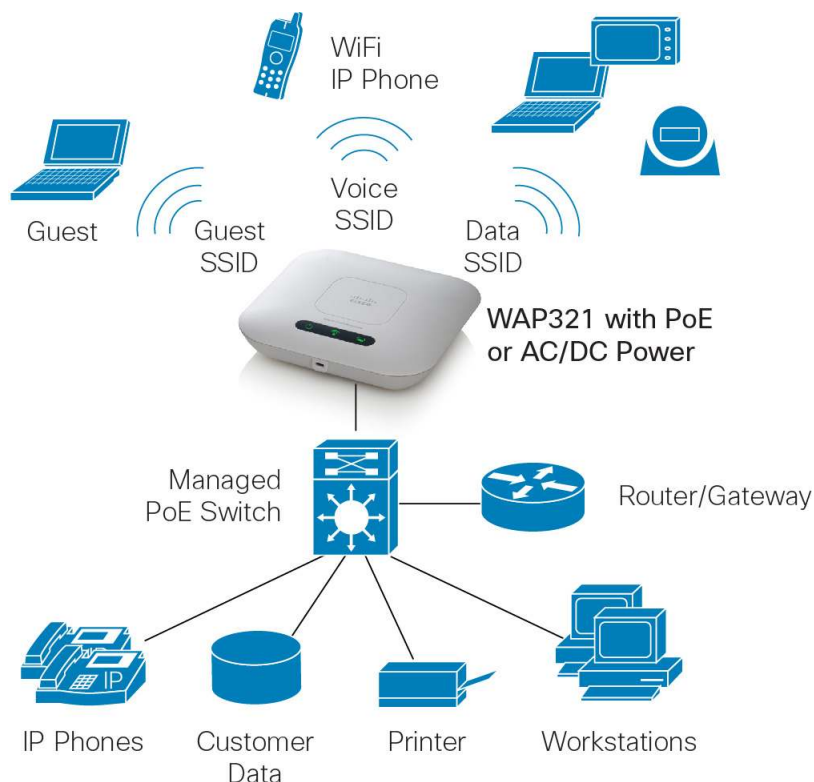 WiFi
IP Phone
Guest
Guest
SSID
Voice
SSID
Data
SSID
WAP321 with PoE
or AC/DC Power
Managed
PoE Switch
Router/Gateway
IP
IP Phones
Customer
Data
Printer
Workstations